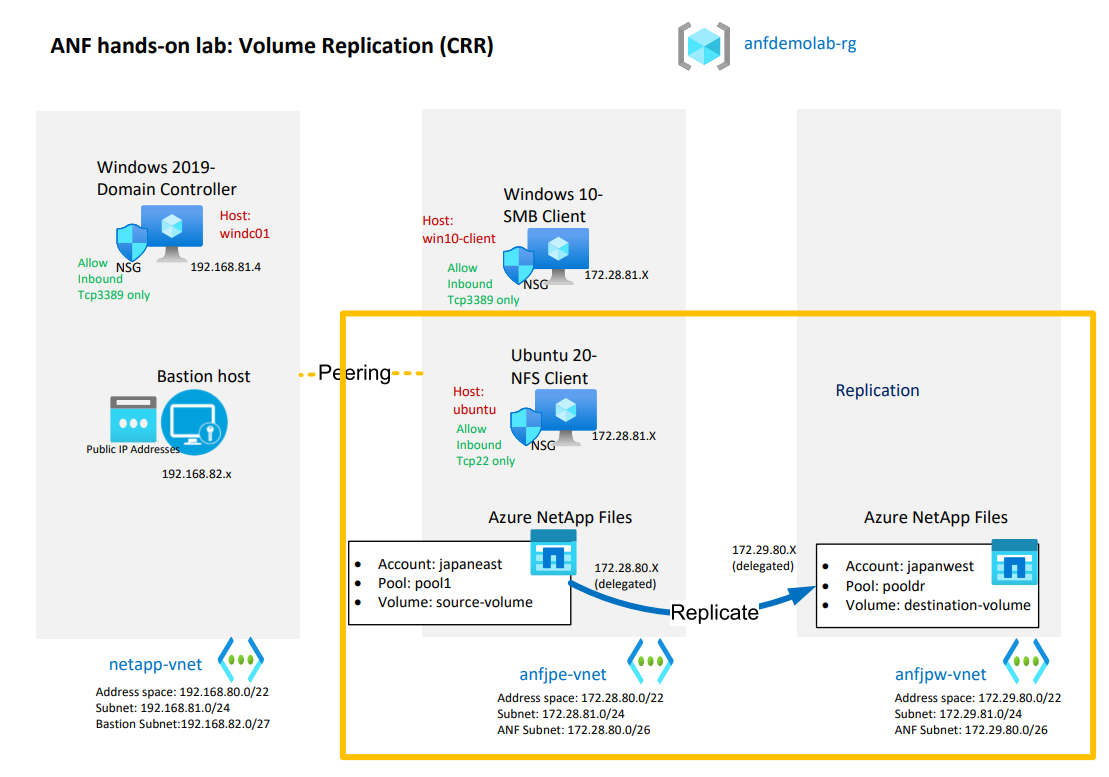 ANF hands-on lab: Volume Replication (CRR)
anfdemolab-rg
Windows 2019-
Domain Controller
Host:
windc01
NSG
192.168.81.4
Allow
Inbound
Tcp3389 only
Bastion host
Public IP Addresses
192.168.82.x
netapp-vnet
Address space: 192.168.80.0/22
Subnet: 192.168.81.0/24
Bastion Subnet:192.168.82.0/27
Peering
Windows 10-
SMB Client
Host:
win10-client
Allow
Inbound
Tcp3389 only
NSG
172.28.81.X
Ubuntu 20-
NFS Client
Host:
ubuntu
Allow
Inbound
Tcp22 only
NSG
172.28.81.X
Azure NetApp Files
• Account: japaneast
• Pool: pool1
• Volume: source-volume
172.28.80.X
(delegated)
anfjpe-vnet
Address space: 172.28.80.0/22
Subnet: 172.28.81.0/24
ANF Subnet: 172.28.80.0/26
Replicate
Replication
Azure NetApp Files
172.29.80.X
(delegated)
• Account: japanwest
• Pool: pooldr
• Volume: destination-volume
anfjpw-vnet
Address space: 172.29.80.0/22
Subnet: 172.29.81.0/24
ANF Subnet: 172.29.80.0/26